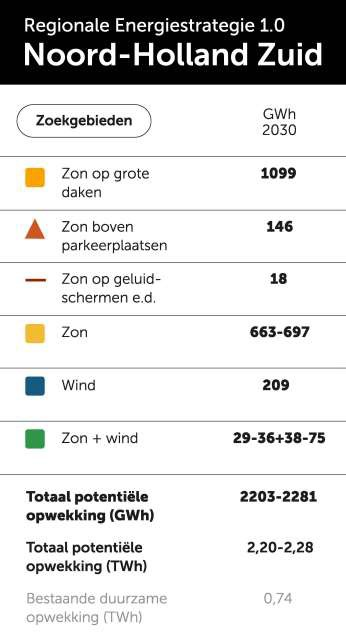 Regionale Energiestrategie 1.0
Noord-Holland Zuid
Zoekgebieden
GWh
2030
Zon op grote
daken
1099
Zon boven
parkeerplaatsen
146
Zon op geluid-
schermen e.d.
18
Zon
663-697
Wind
209
Zon + wind
29-36+38-75
Totaal potentiële
opwekking (GWh)
2203-2281
Totaal potentiële
opwekking (TWh)
2,20-2,28
Bestaande duurzame
opwekking (TWh)
0,74